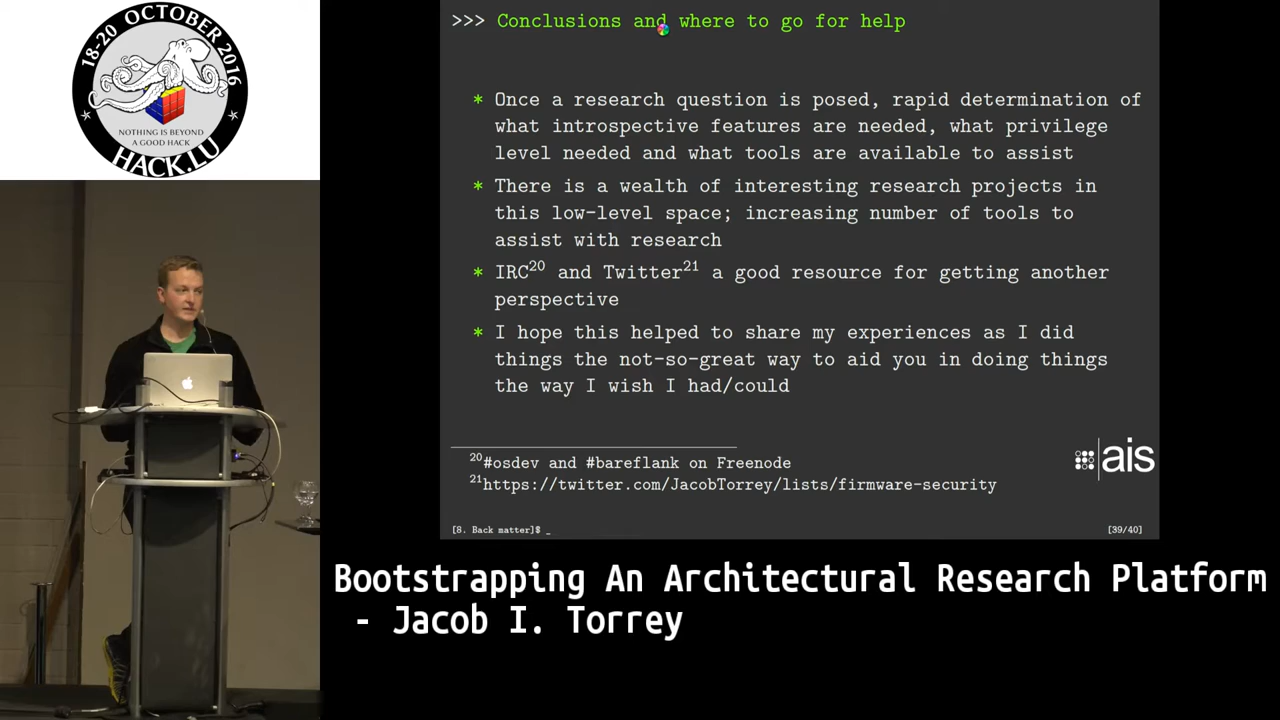 18-20 OCTOBER 2016
NOTHING IS BEYOND
A GOOD HACK
HACK.LU
>>> Conclusions and where to go for help
* Once a research question is posed, rapid determination of
what introspective features are needed, what privilege
level needed and what tools are available to assist
* There is a wealth of interesting research projects in
this low-level space; increasing number of tools to
assist with research
* IRC20 and Twitter21 a good resource for getting another
perspective
* I hope this helped to share my experiences as I did
things the not-so-great way to aid you in doing things
the way I wish I had/could
20#osdev and #bareflank on Freenode
21https://twitter.com/JacobTorrey/lists/firmware-security
ais
[8. Back matter]$ _
[39/40]
Bootstrapping An Architectural Research Platform
- Jacob I. Torrey